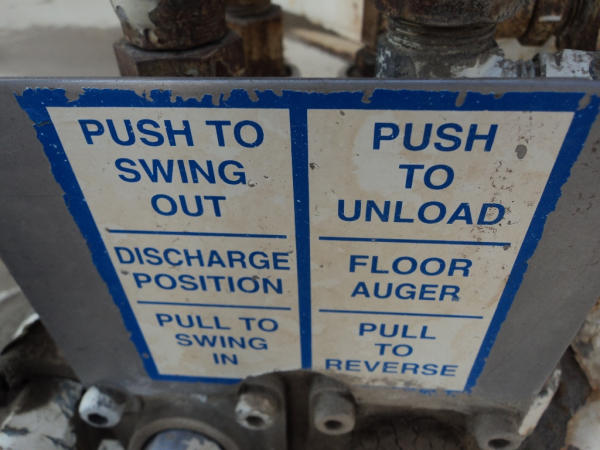 PUSH TO
SWING
OUT
DISCHARGE
POSITION
PULL TO
SWING
IN
PUSH
TO
UNLOAD
FLOOR
AUGER
PULL
TO
REVERSE